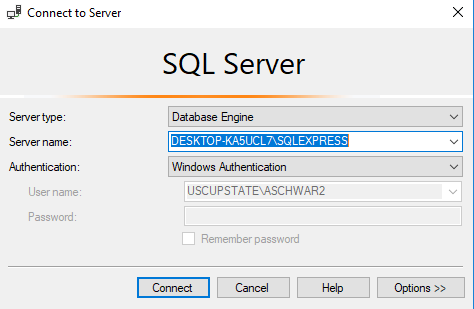 Connect to Server
SQL Server
Server type: Database Engine
Server name: DESKTOP-KA5UCL7\SQLEXPRESS
Authentication: Windows Authentication
User name: USCUPSTATE\ASCHWAR2
Password:
Remember password
Connect Cancel Help Options >>